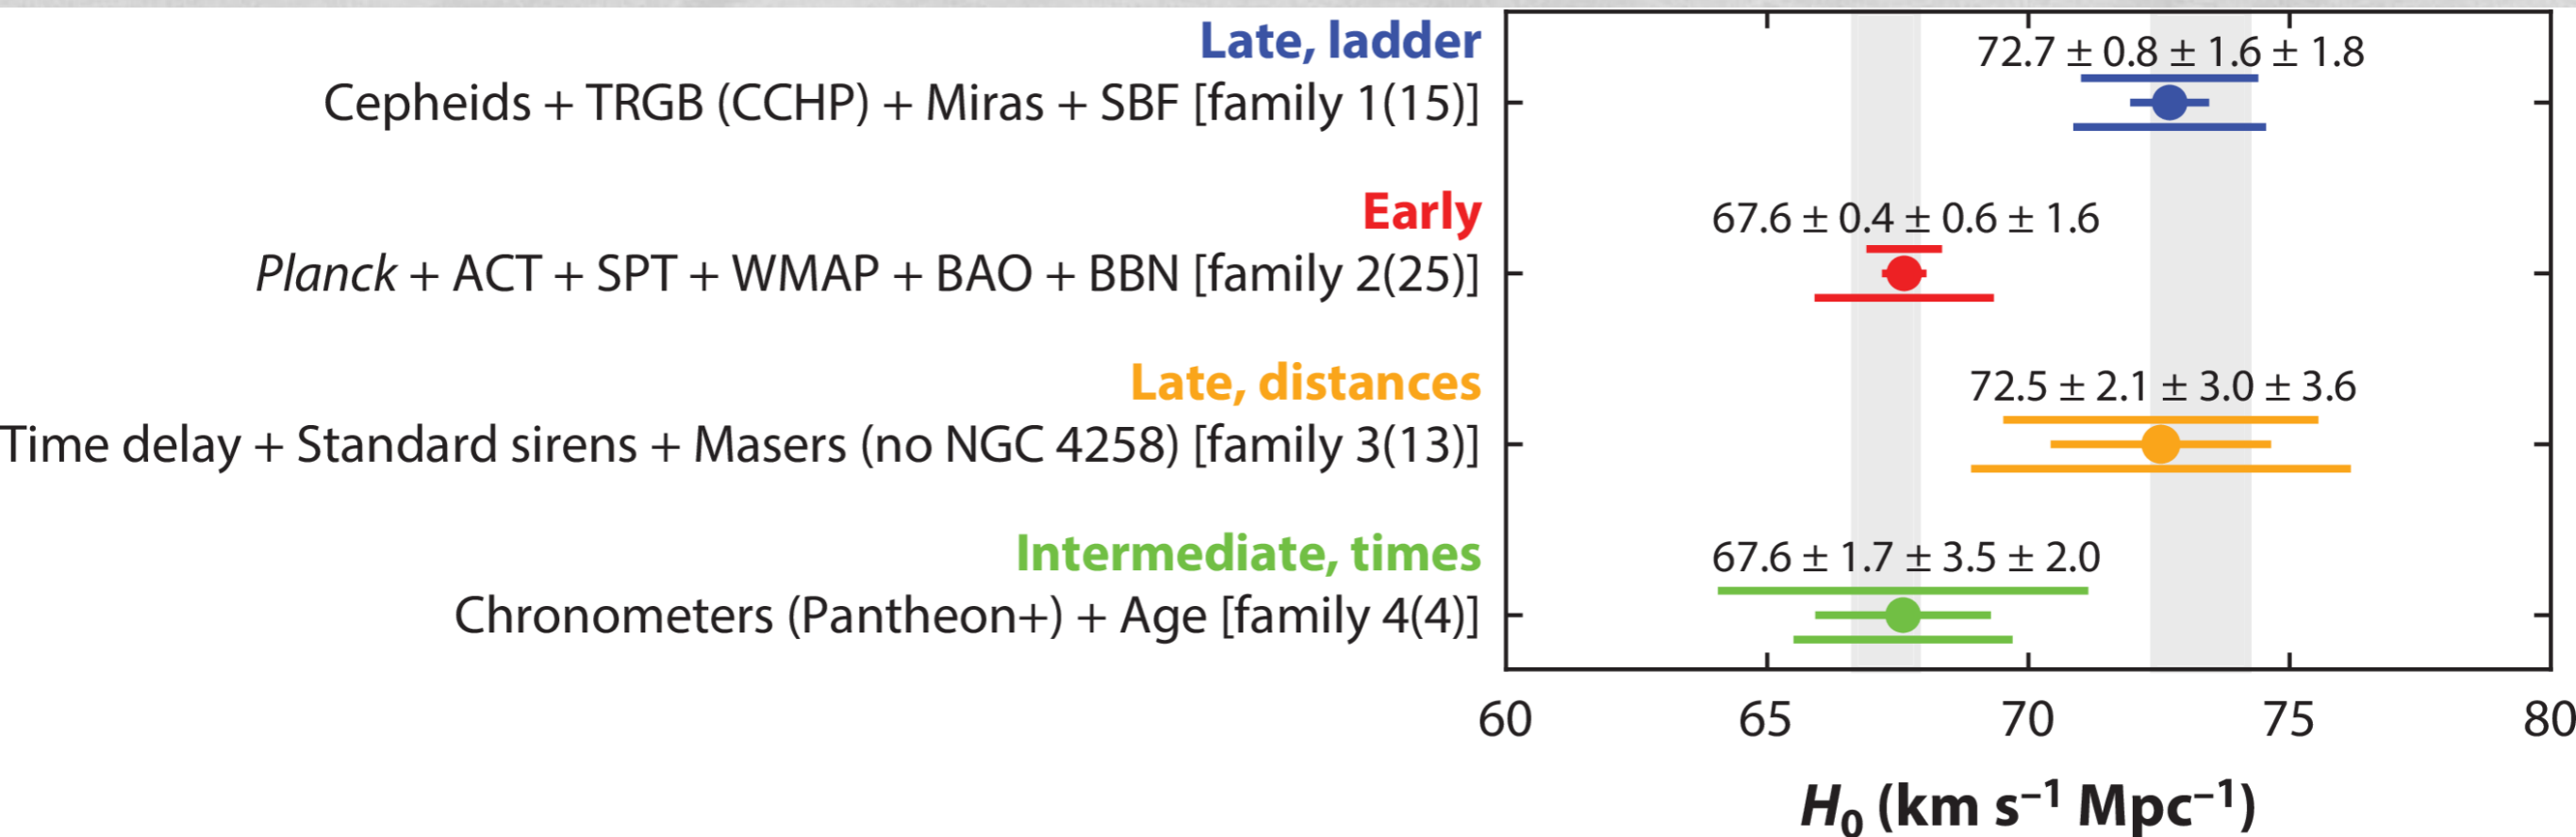 Late, ladder
Cepheids + TRGB (CCHP) + Miras + SBF [family 1(15)]
72.7 ± 0.8 ± 1.6 ± 1.8
Early
Planck + ACT + SPT + WMAP + BAO + BBN [family 2(25)]
67.6 ± 0.4 ± 0.6 ± 1.6
Late, distances
Time delay + Standard sirens + Masers (no NGC 4258) [family 3(13)]
72.5 ± 2.1 ± 3.0 ± 3.6
Intermediate, times
Chronometers (Pantheon+) + Age [family 4(4)]
67.6 ± 1.7 ± 3.5 ± 2.0
60 65 70 75 80
H₀ (km s⁻¹ Mpc⁻¹)